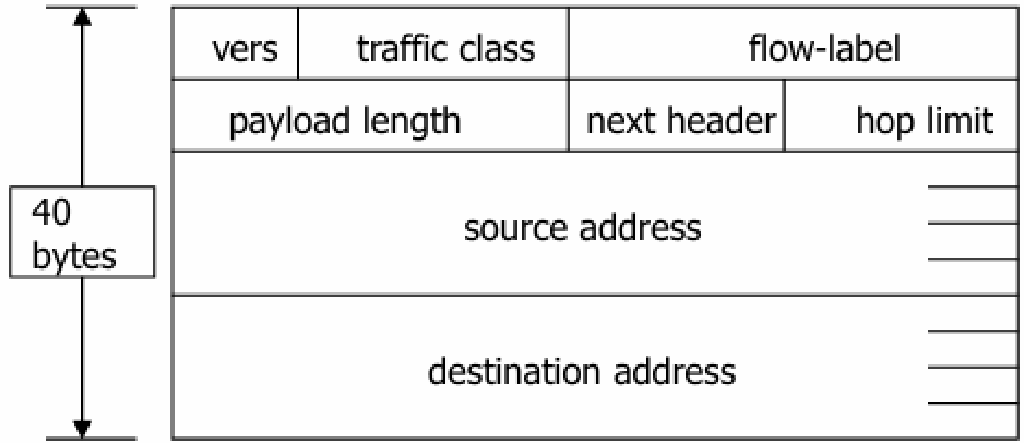 vers traffic class flow-label
payload length next header hop limit
40
bytes
source address
destination address